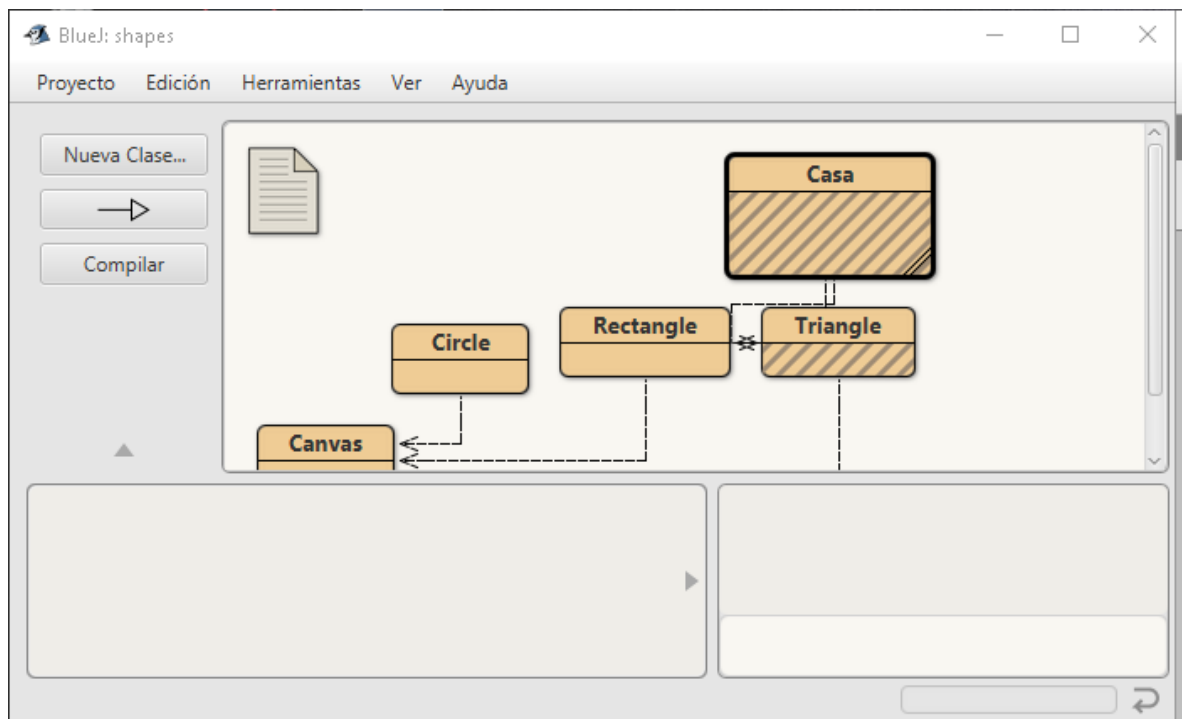 BlueJ: shapes
Proyecto Edición Herramientas Ver Ayuda
Nueva Clase...
Compilar
Casa
Rectangle
Triangle
Circle
Canvas